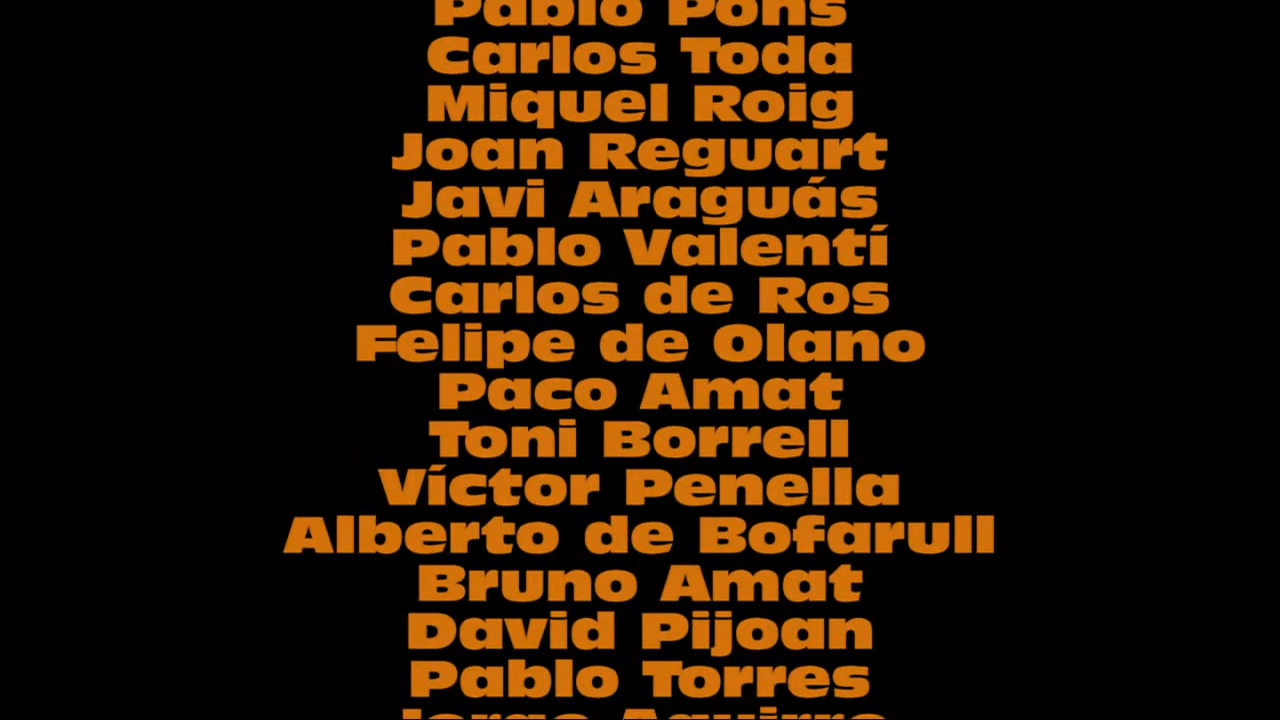 Pablo Pons
Carlos Toda
Miquel Roig
Joan Reguart
Javi Araguás
Pablo Valentí
Carlos de Ros
Felipe de Olano
Paco Amat
Toni Borrell
Víctor Penella
Alberto de Bofarull
Bruno Amat
David Pijoan
Pablo Torres